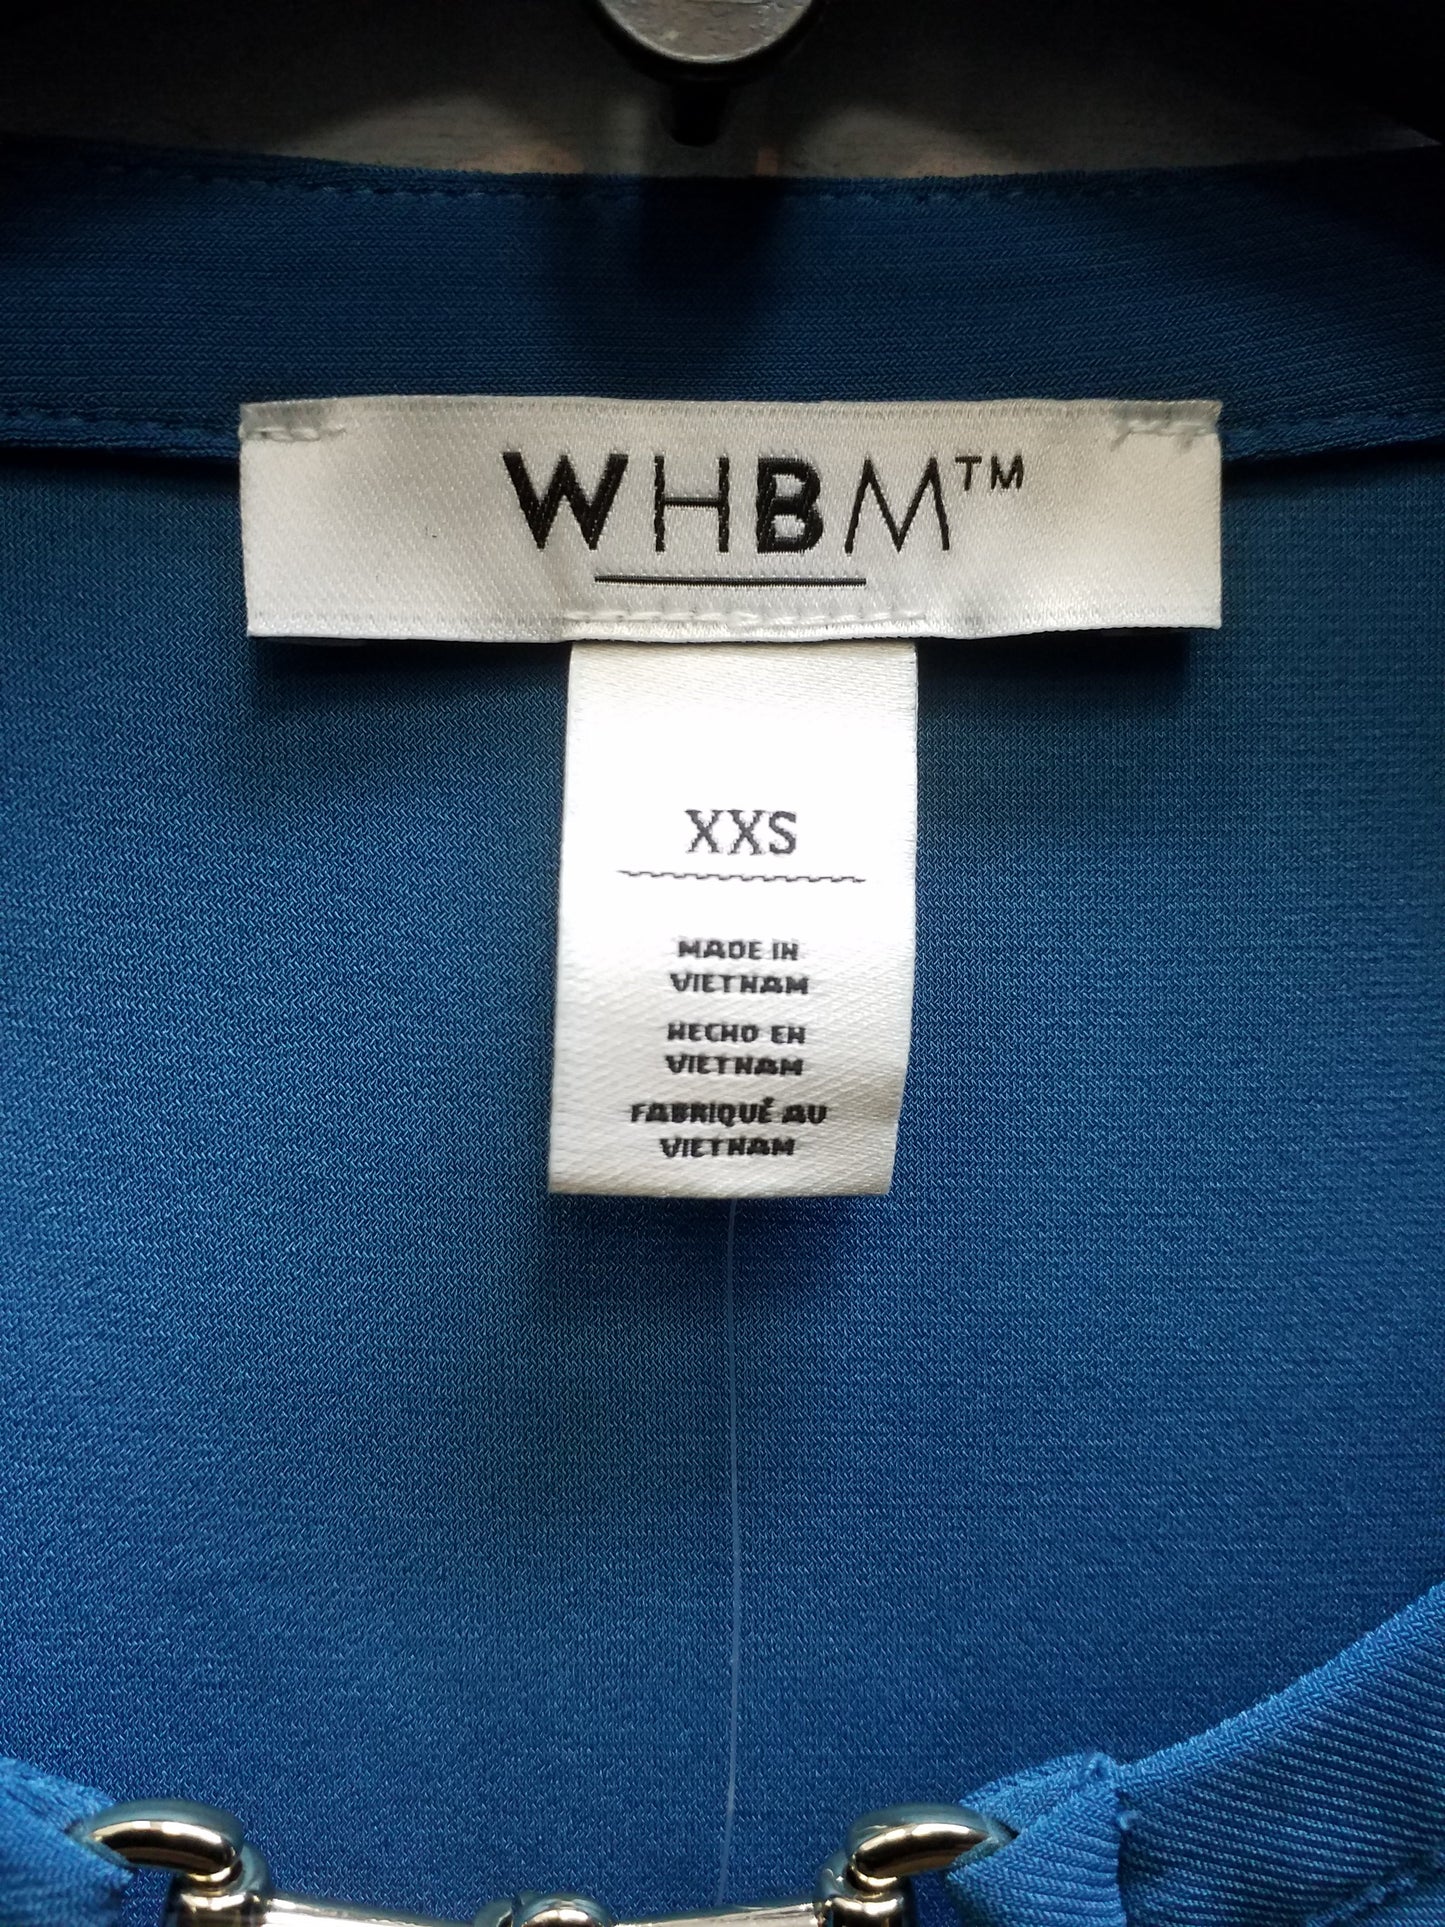 WHBM™
XXS
MADE IN
VIETNAM
HECHO EN
VIETNAM
FABRIQUÉ AU
VIETNAM